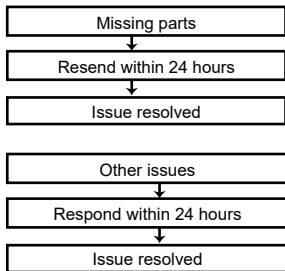 Missing parts
Resend within 24 hours
Issue resolved
Other issues
Respond within 24 hours
Issue resolved